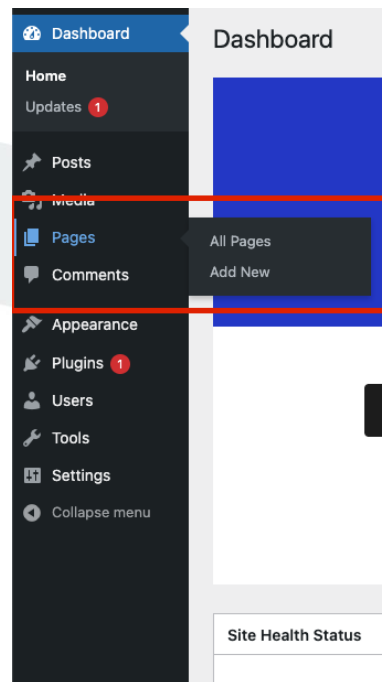 Dashboard
Dashboard
Home
Updates 1
Posts
Media
Pages
All Pages
Add New
Comments
Appearance
Plugins 1
Users
Tools
Settings
Collapse menu
Site Health Status